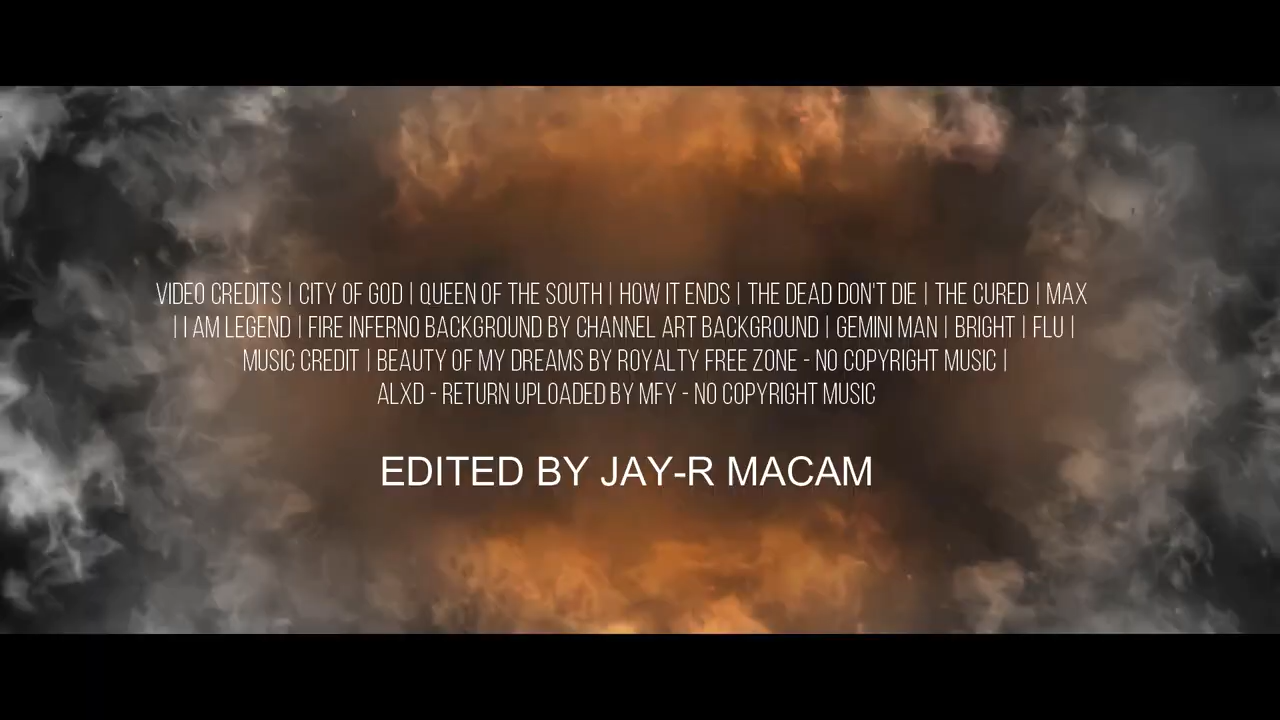 VIDEO CREDITS | CITY OF GOD | QUEEN OF THE SOUTH | HOW IT ENDS | THE DEAD DON'T DIE | THE CURED | MAX
| I AM LEGEND | FIRE INFERNO BACKGROUND BY CHANNEL ART BACKGROUND | GEMINI MAN | BRIGHT | FLU |
MUSIC CREDIT | BEAUTY OF MY DREAMS BY ROYALTY FREE ZONE - NO COPYRIGHT MUSIC |
ALXD - RETURN UPLOADED BY MFY - NO COPYRIGHT MUSIC
EDITED BY JAY-R MACAM